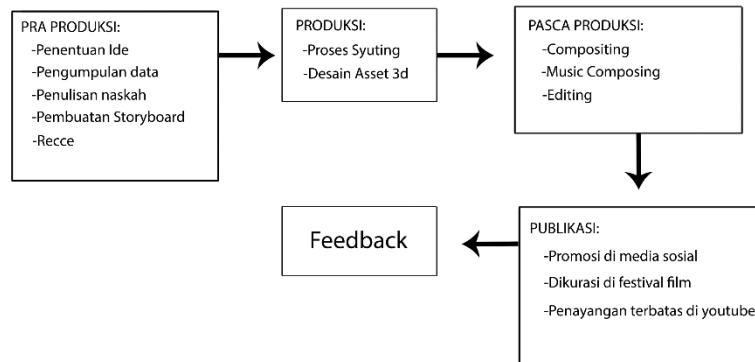 PRA PRODUKSI:
-Penentuan Ide
-Pengumpulan data
-Penulisan naskah
-Pembuatan Storyboard
-Recce
PRODUKSI:
-Proses Syuting
-Desain Asset 3d
PASCA PRODUKSI:
-Compositing
-Music Composing
-Editing
PUBLIKASI:
-Promosi di media sosial
-Dikurasi di festival film
-Penayangan terbatas di youtube
Feedback